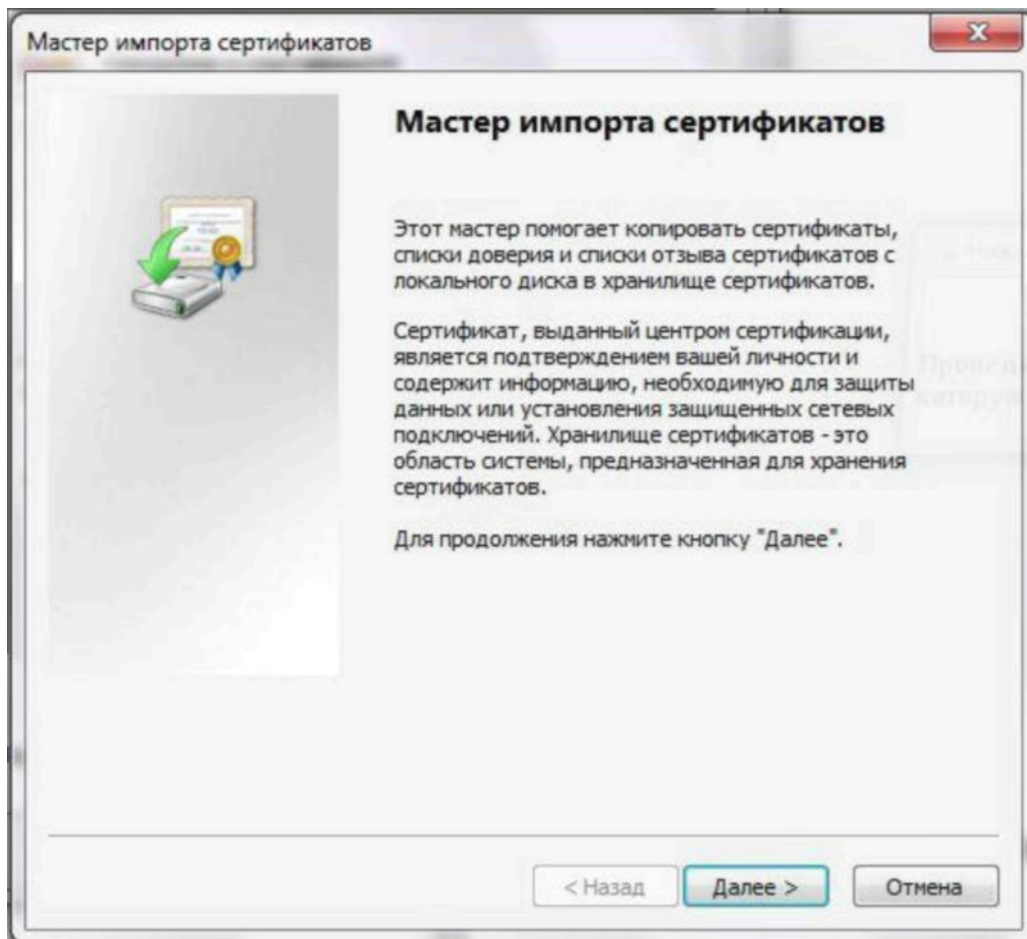 Мастер импорта сертификатов
Мастер импорта сертификатов
Этот мастер помогает копировать сертификаты,
списки доверия и списки отзыва сертификатов с
локального диска в хранилище сертификатов.
Сертификат, выданный центром сертификации,
является подтверждением вашей личности и
содержит информацию, необходимую для защиты
данных или установления защищенных сетевых
подключений. Хранилище сертификатов - это
область системы, предназначенная для хранения
сертификатов.
Для продолжения нажмите кнопку "Далее".
< Назад Далее > Отмена